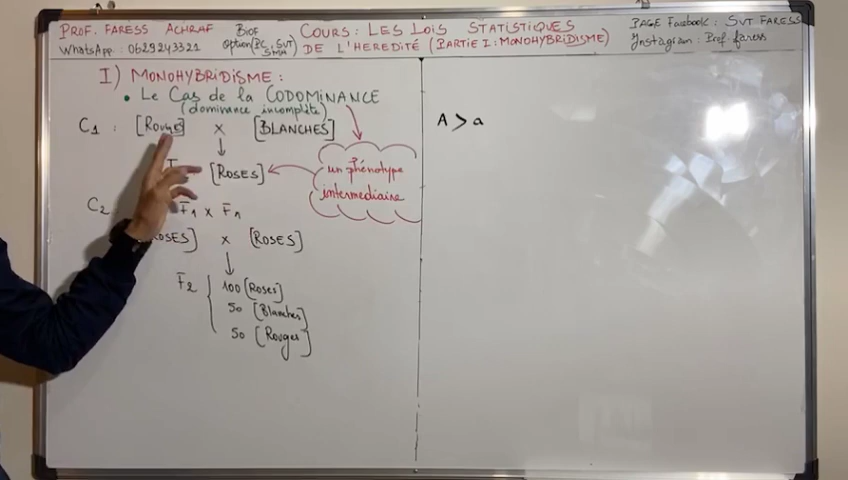 PROF. FARESS ACHRAF
WhatsApp : 0629243321
Biof
Option(PC, SVT
SMA)
COURS : LES LOIS STATISTIQUES
DE L'HEREDITÉ (PARTIE I : MONOHYBRIDISME)
PAGE Facebook : SVT FARESS
Instagram : Prof. faress
I) MONOHYBRIDISME :
• Le Cas de la CODOMINANCE
(dominance incomplète)
C1 : [Rouges] x [BLANCHES]
[ROSES]
un phénotype
intermediaire
C2 F1 x F1
[ROSES] x [ROSES]
F2 100 [Roses]
50 [Blanches]
50 [Rouges]
A > a